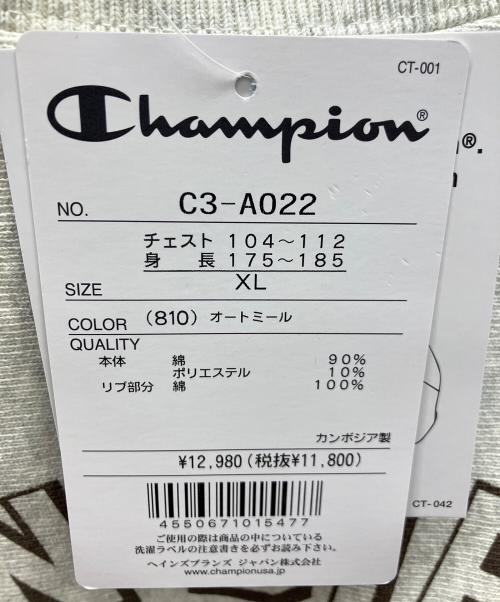 CT-001
Champion®
NO. C3-A022
チェスト 104～112
身 長 175～185
SIZE XL
COLOR (810) オートミール
QUALITY
本体 綿 90%
ポリエステル 10%
リブ部分 綿 100%
カンボジア製
¥12,980(税抜¥11,800)
4550671015477
ご使用の際は商品の中についている
洗濯ラベルの注意書きを必ずお読み下さい。
ヘインズブランズ ジャパン株式会社
www.championusa.jp
CT-042